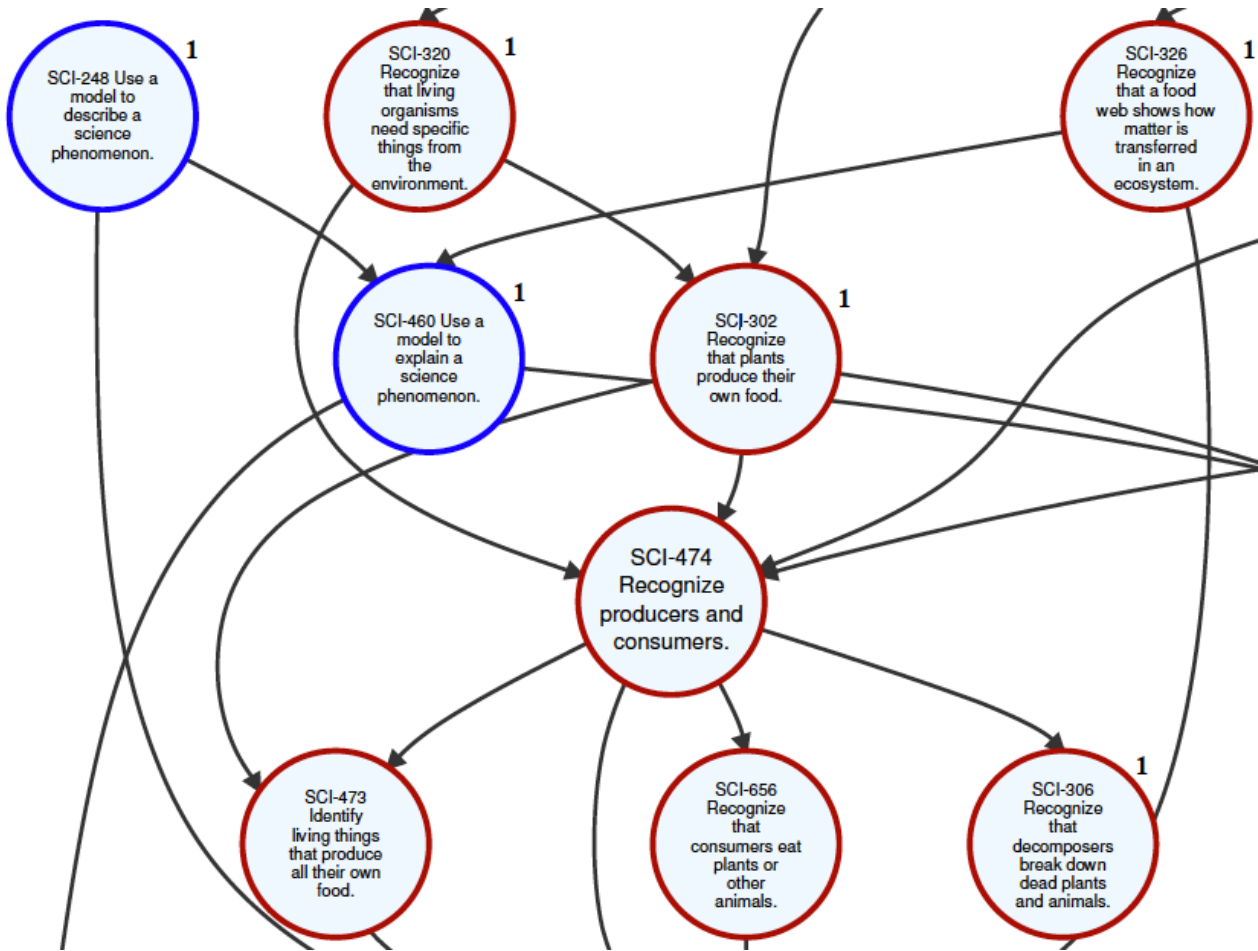 SCI-248 Use a
model to
describe a
science
phenomenon.
1
SCI-320
Recognize
that living
organisms
need specific
things from
the
environment.
1
SCI-326
Recognize
that a food
web shows how
matter is
transferred
in an
ecosystem.
1
SCI-460 Use a
model to
explain a
science
phenomenon.
1
SCI-302
Recognize
that plants
produce their
own food.
1
SCI-474
Recognize
producers and
consumers.
SCI-473
Identify
living things
that produce
all their own
food.
SCI-656
Recognize
that
consumers eat
plants or
other
animals.
SCI-306
Recognize
that
decomposers
break down
dead plants
and animals.
1